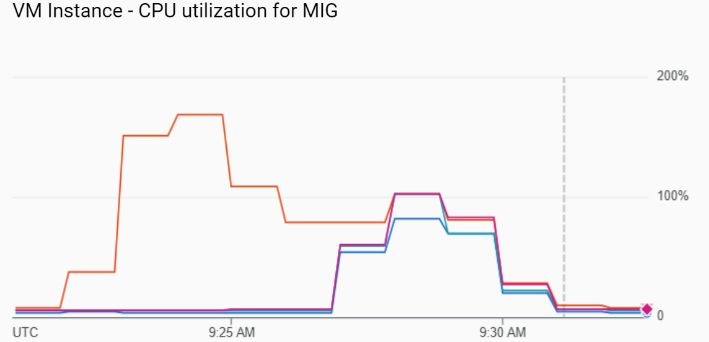 VM Instance - CPU utilization for MIG
200%
100%
0
UTC
9:25 AM
9:30 AM